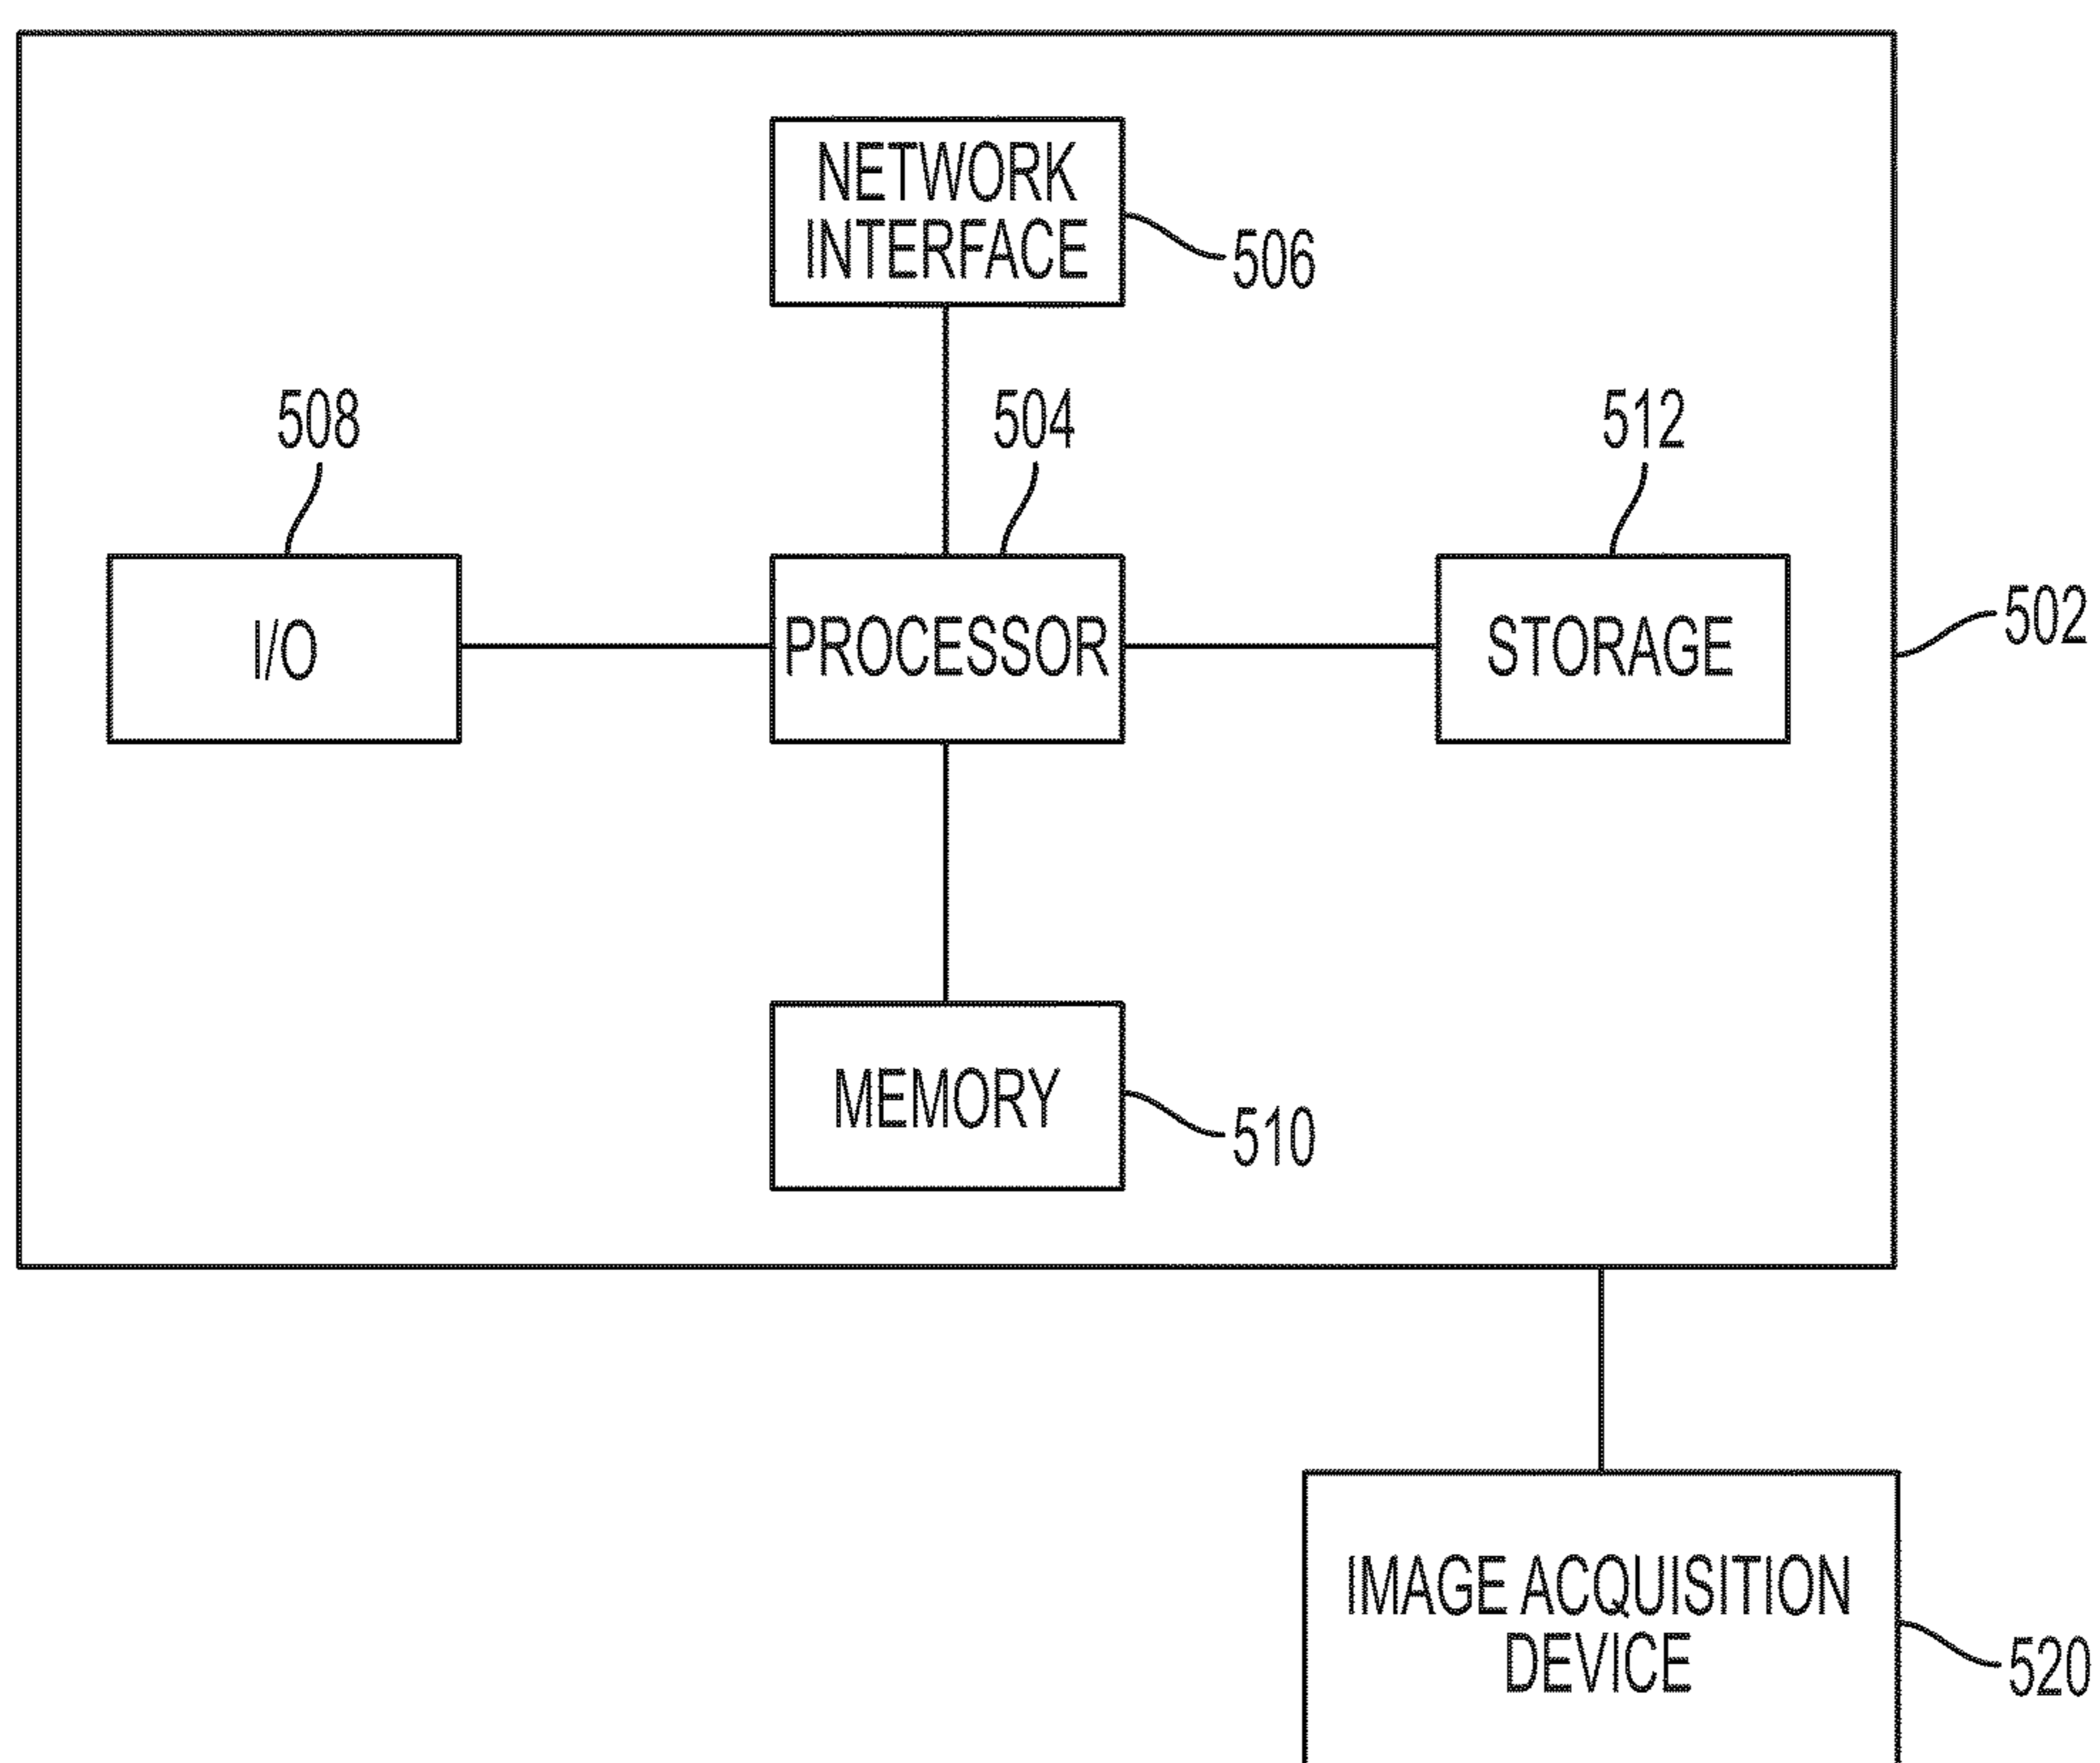 NETWORK
INTERFACE
506
508
504
512
I/O
PROCESSOR
STORAGE
502
MEMORY
510
IMAGE ACQUISITION
DEVICE
520